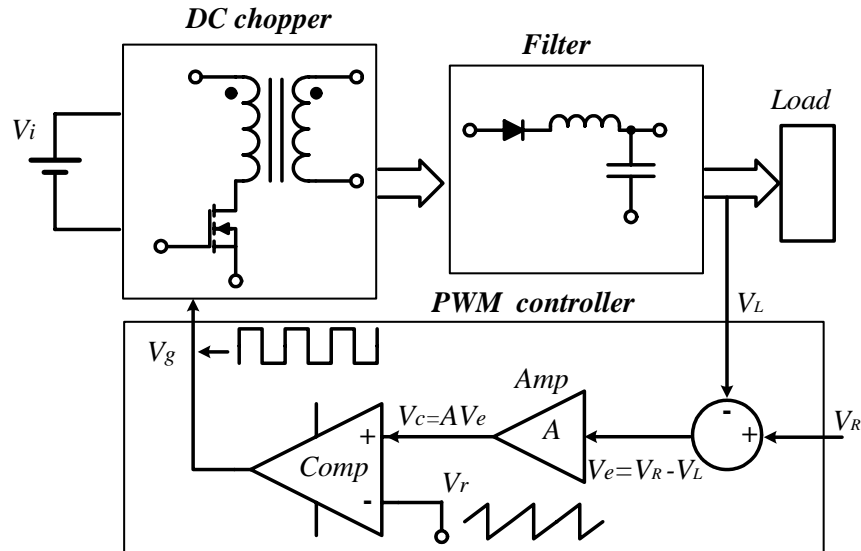 DC chopper
Filter
Load
Vi
PWM controller
VL
Vg
Amp
Vc=AVe
A
-
+
VR
Ve=VR-VL
+
Comp
-
Vr